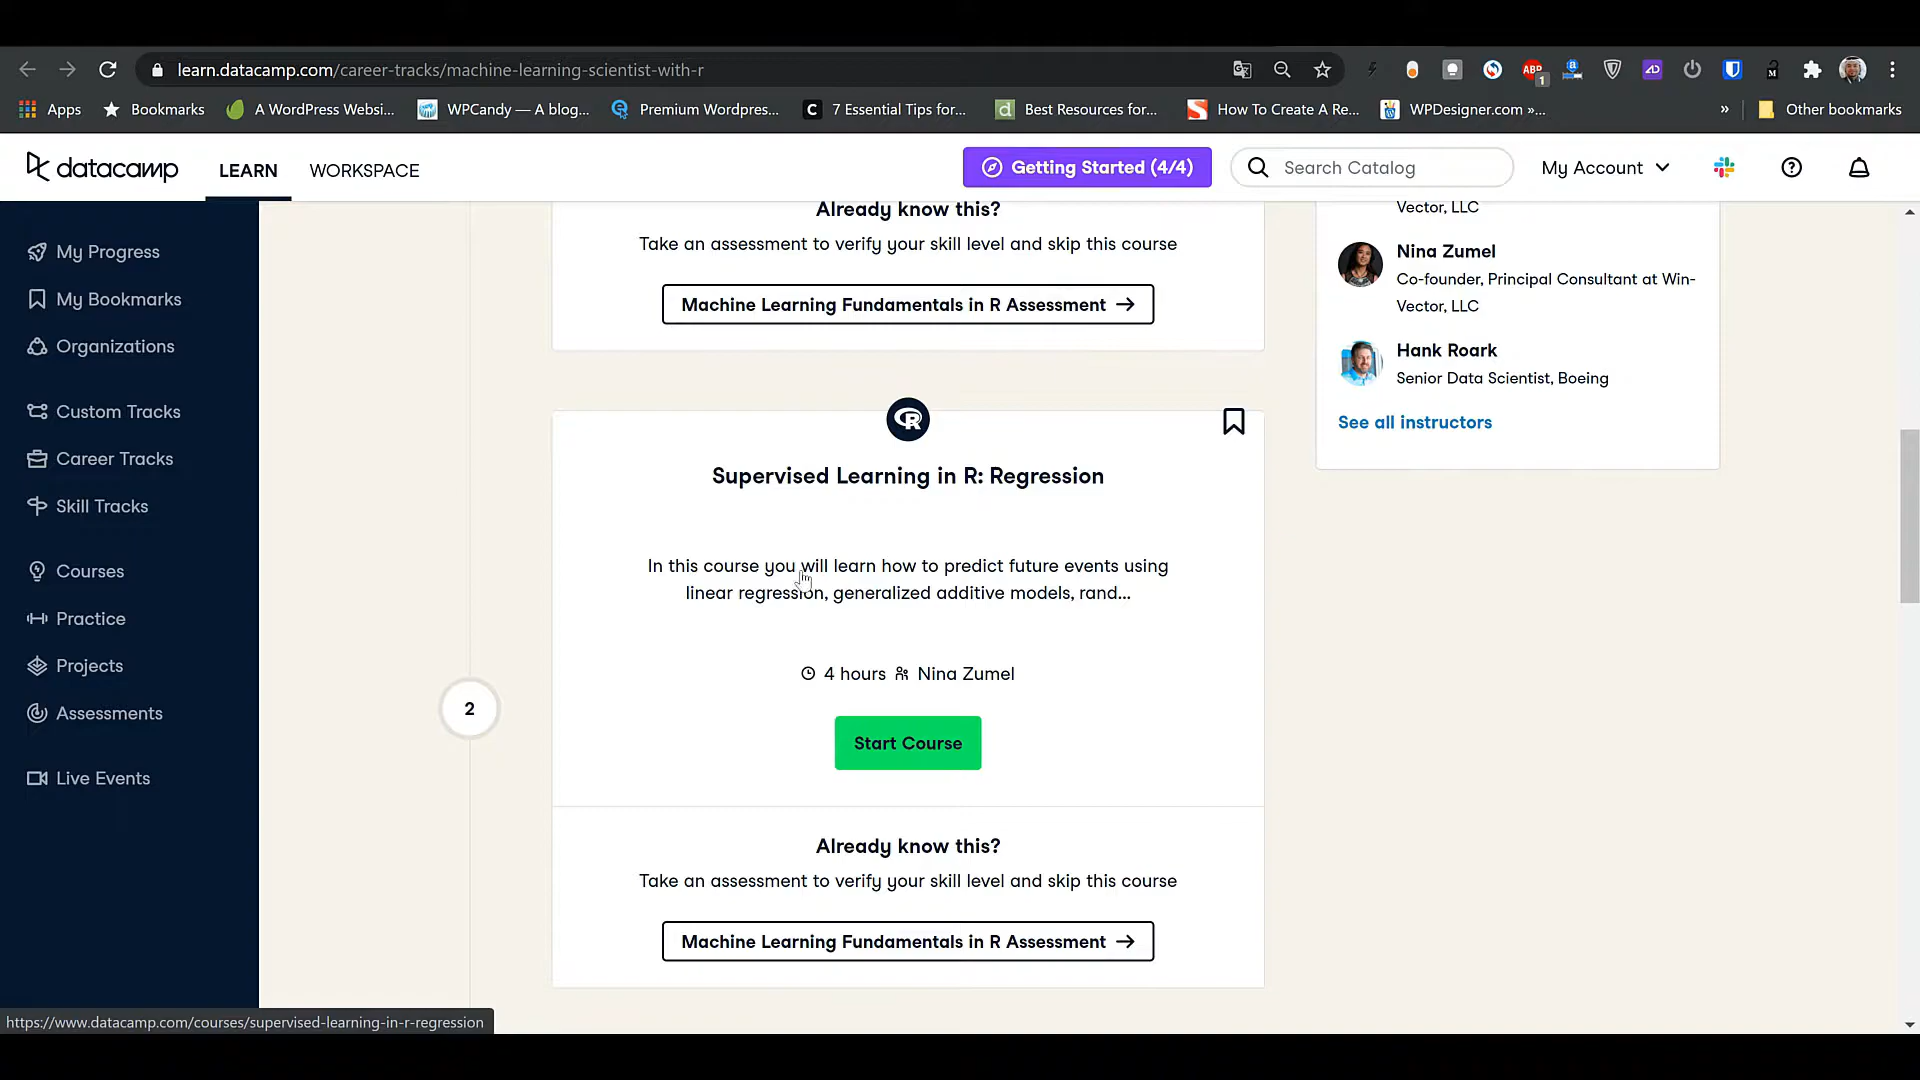 learn.datacamp.com/career-tracks/machine-learning-scientist-with-r
ABP
1
Apps
Bookmarks
A WordPress Websi...
WPCandy — A blog...
Premium Wordpres...
7 Essential Tips for...
Best Resources for...
How To Create A Re...
WPDesigner.com »...
»
Other bookmarks
datacamp
LEARN
WORKSPACE
Getting Started (4/4)
Search Catalog
My Account
My Progress
My Bookmarks
Organizations
Custom Tracks
Career Tracks
Skill Tracks
Courses
Practice
Projects
Assessments
Live Events
Already know this?
Take an assessment to verify your skill level and skip this course
Machine Learning Fundamentals in R Assessment →
Supervised Learning in R: Regression
In this course you will learn how to predict future events using
linear regression, generalized additive models, rand...
4 hours Nina Zumel
2
Start Course
Already know this?
Take an assessment to verify your skill level and skip this course
Machine Learning Fundamentals in R Assessment →
Vector, LLC
Nina Zumel
Co-founder, Principal Consultant at Win-
Vector, LLC
Hank Roark
Senior Data Scientist, Boeing
See all instructors
https://www.datacamp.com/courses/supervised-learning-in-r-regression